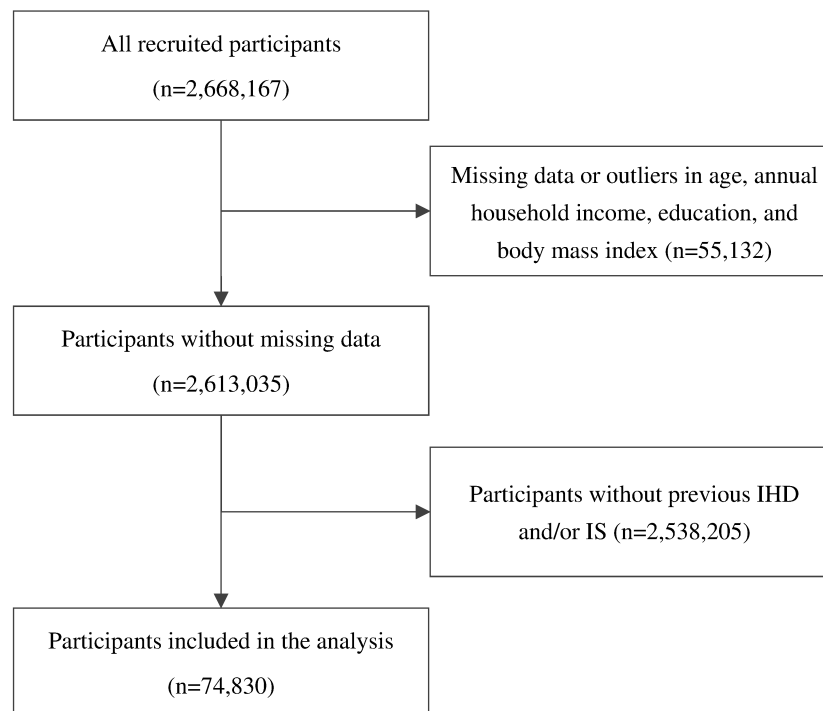 All recruited participants
(n=2,668,167)
Missing data or outliers in age, annual
household income, education, and
body mass index (n=55,132)
Participants without missing data
(n=2,613,035)
Participants without previous IHD
and/or IS (n=2,538,205)
Participants included in the analysis
(n=74,830)